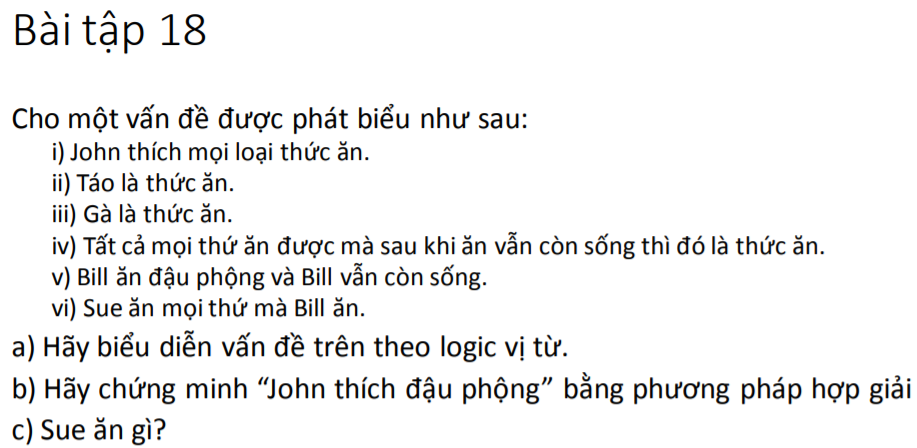 Bài tập 18
Cho một vấn đề được phát biểu như sau:
i) John thích mọi loại thức ăn.
ii) Táo là thức ăn.
iii) Gà là thức ăn.
iv) Tất cả mọi thứ ăn được mà sau khi ăn vẫn còn sống thì đó là thức ăn.
v) Bill ăn đậu phộng và Bill vẫn còn sống.
vi) Sue ăn mọi thứ mà Bill ăn.
a) Hãy biểu diễn vấn đề trên theo logic vị từ.
b) Hãy chứng minh “John thích đậu phộng” bằng phương pháp hợp giải
c) Sue ăn gì?